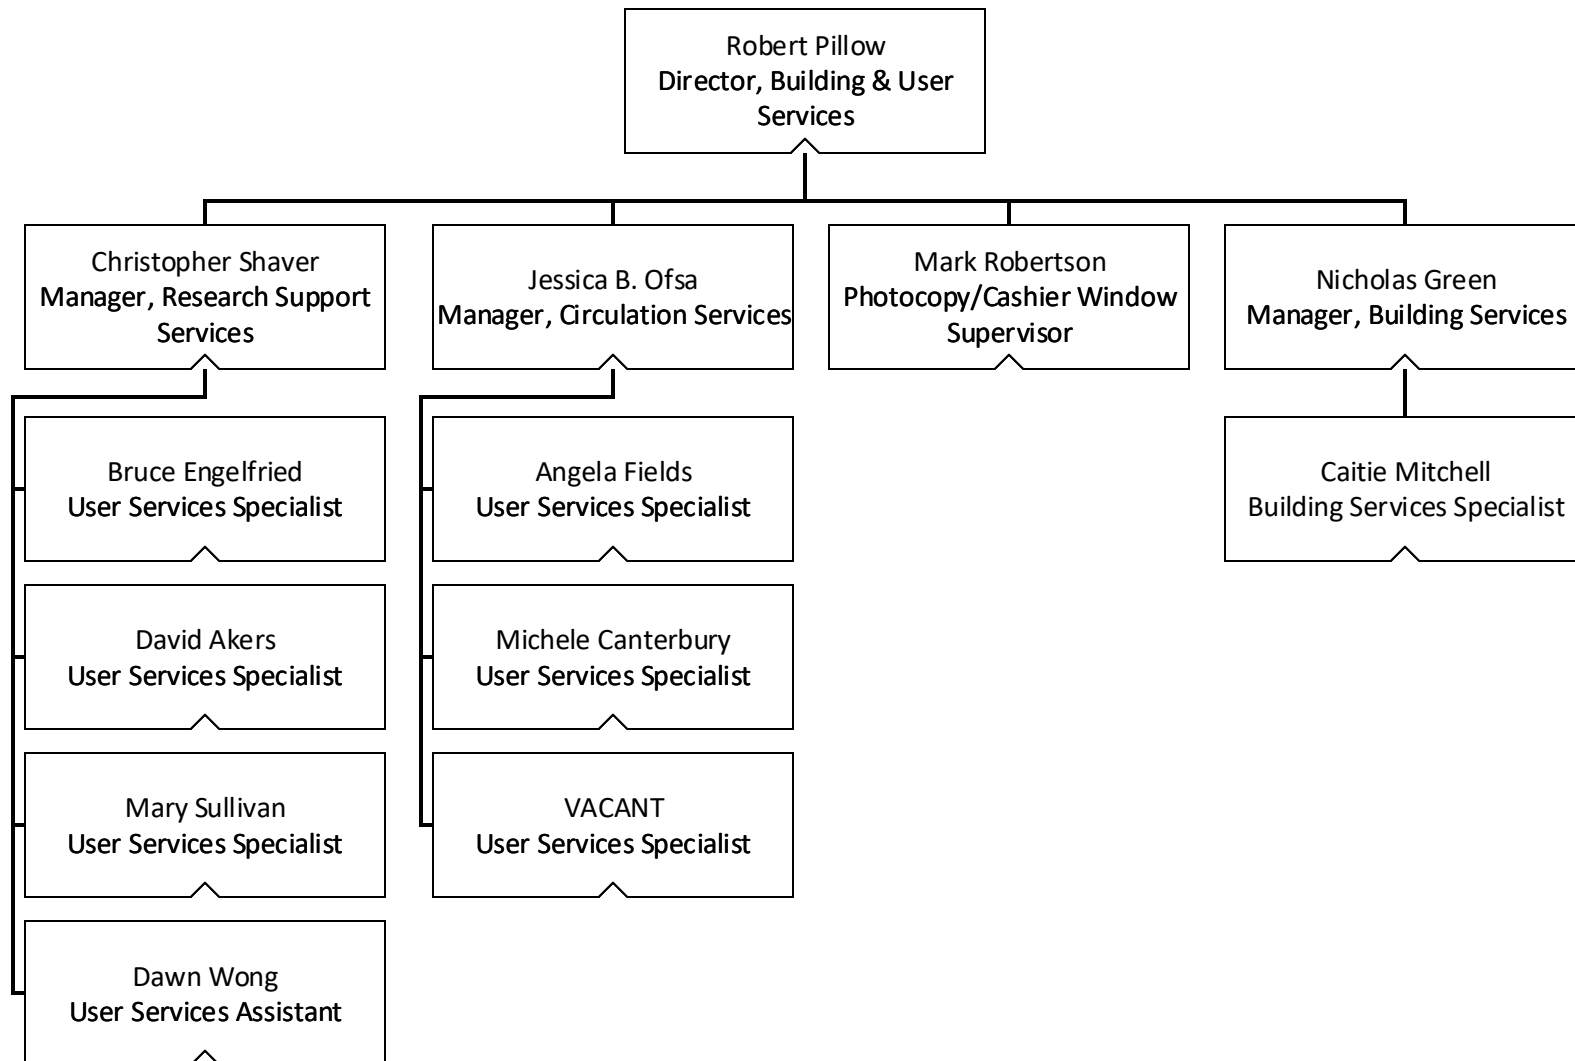 Robert Pillow
Director, Building & User
Services
Christopher Shaver
Manager, Research Support
Services
Jessica B. Ofsa
Manager, Circulation Services
Mark Robertson
Photocopy/Cashier Window
Supervisor
Nicholas Green
Manager, Building Services
Bruce Engelfried
User Services Specialist
David Akers
User Services Specialist
Mary Sullivan
User Services Specialist
Dawn Wong
User Services Assistant
Angela Fields
User Services Specialist
Michele Canterbury
User Services Specialist
VACANT
User Services Specialist
Caitie Mitchell
Building Services Specialist